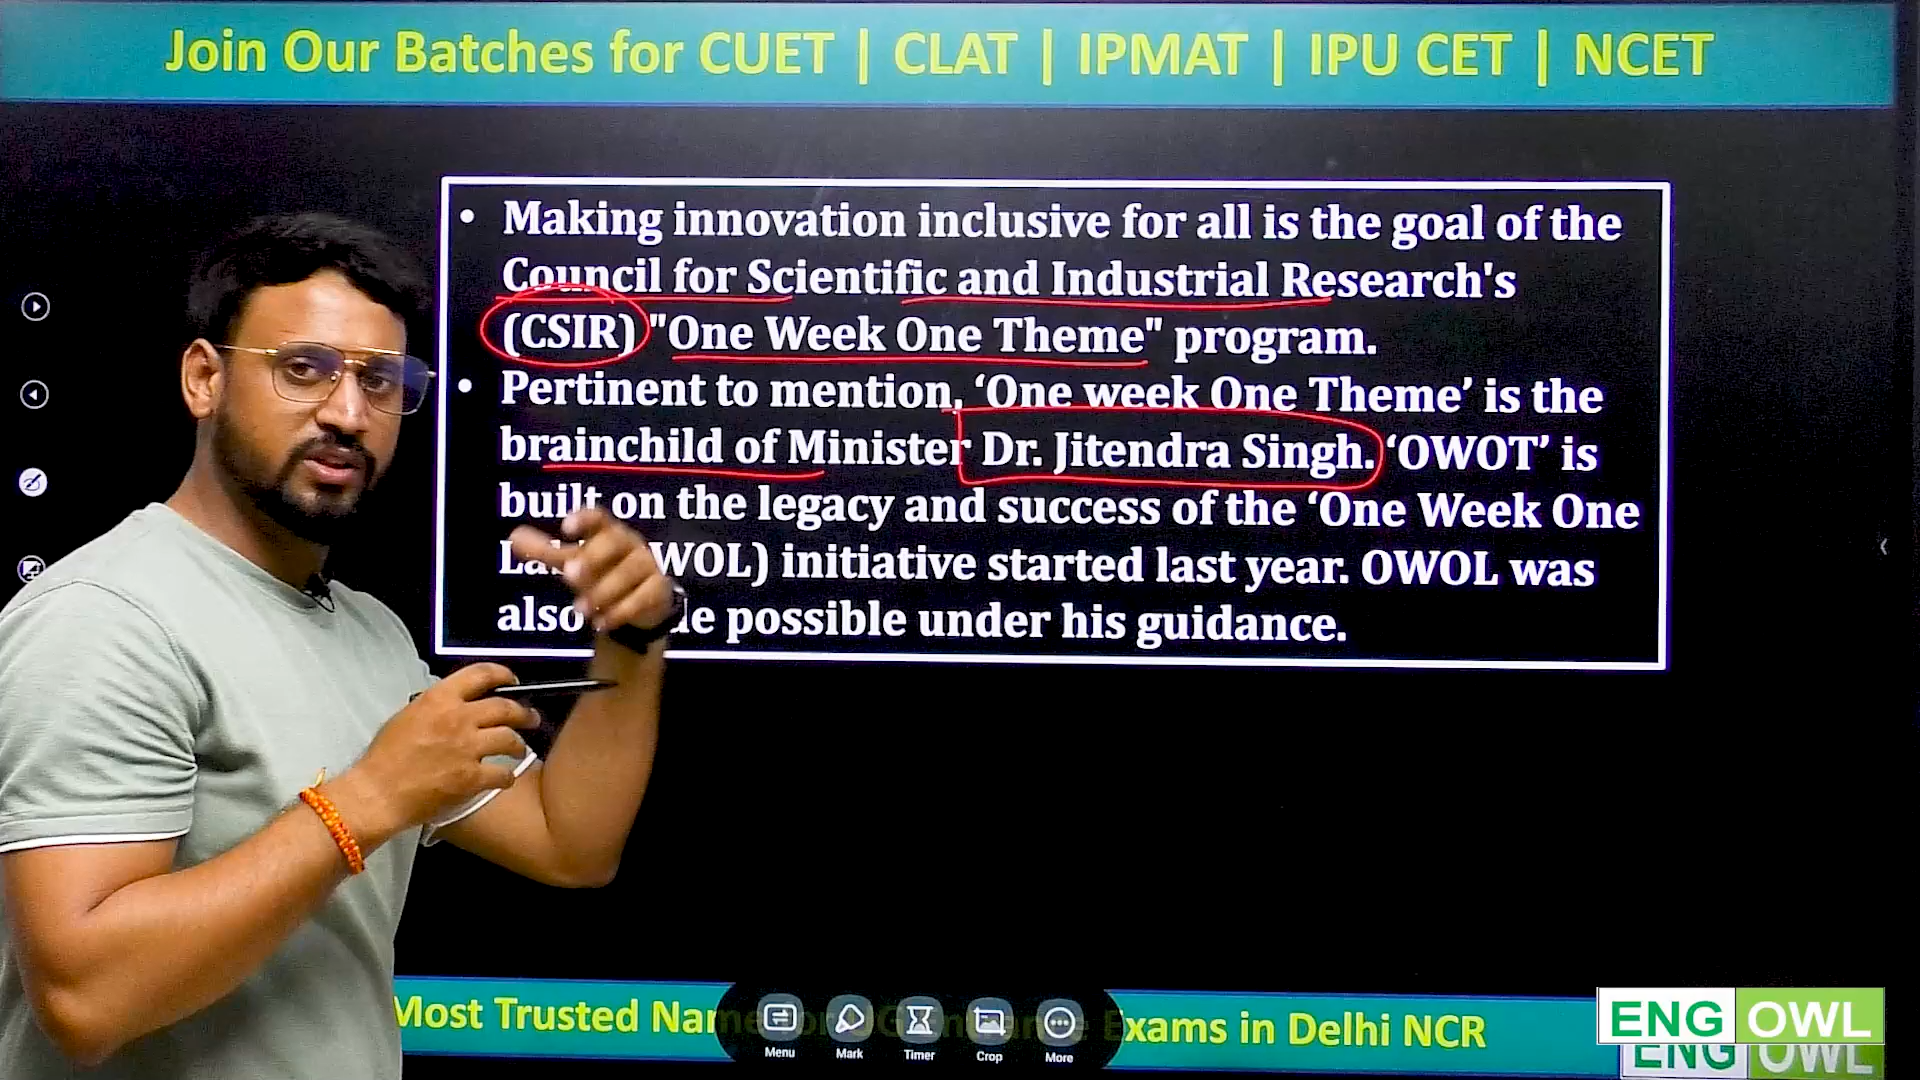 Join Our Batches for CUET | CLAT | IPMAT | IPU CET | NCET
• Making innovation inclusive for all is the goal of the
Council for Scientific and Industrial Research's
(CSIR) "One Week One Theme" program.
• Pertinent to mention, ‘One week One Theme’ is the
brainchild of Minister Dr. Jitendra Singh. ‘OWOT’ is
built on the legacy and success of the ‘One Week One
WOL) initiative started last year. OWOL was
also possible under his guidance.
Most Trusted Exams in Delhi NCR
Menu Mark Timer Crop More
ENG OWL
ENG OWL